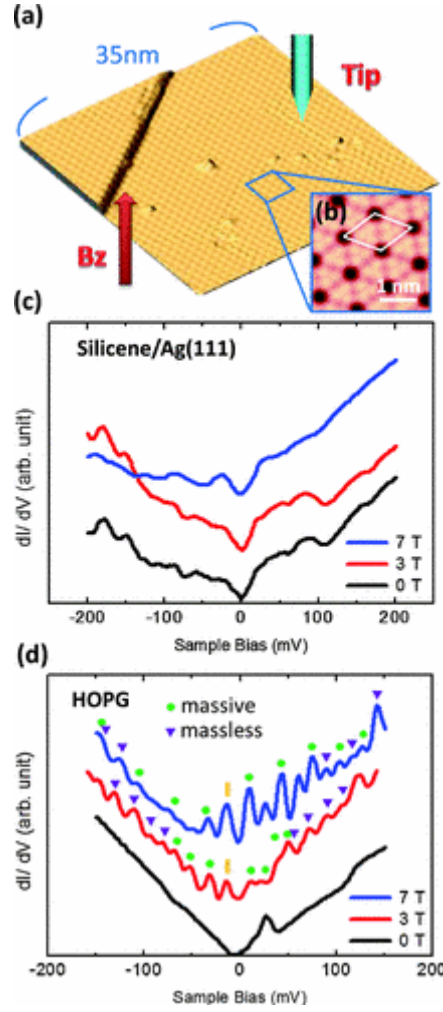 (a)
35nm
Tip
Bz
(b)
1 nm
(c)
Silicene/Ag(111)
dI/ dV (arb. unit)
7 T
3 T
0 T
-200 -100 0 100 200
Sample Bias (mV)
(d)
HOPG
massive
massless
dI/ dV (arb. unit)
7 T
3 T
0 T
-200 -100 0 100 200
Sample Bias (mV)